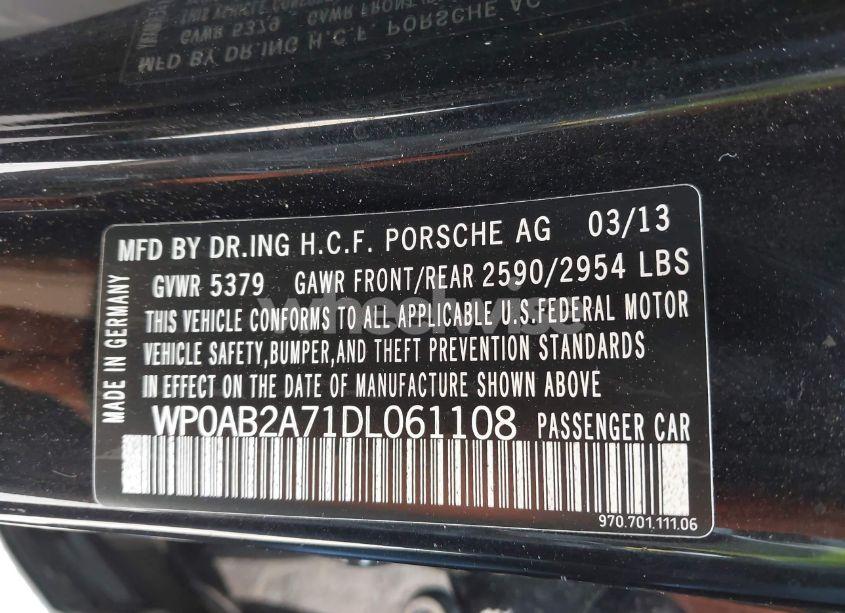 MFD BY DR.ING H.C.F. PORSCHE AG 03/13
GVWR 5379 GAWR FRONT/REAR 2590/2954 LBS
THIS VEHICLE CONFORMS TO ALL APPLICABLE U.S.FEDERAL MOTOR
VEHICLE SAFETY,BUMPER,AND THEFT PREVENTION STANDARDS
IN EFFECT ON THE DATE OF MANUFACTURE SHOWN ABOVE
WP0AB2A71DL061108 PASSENGER CAR
970.701.111.06
MADE IN GERMANY
wheelwise